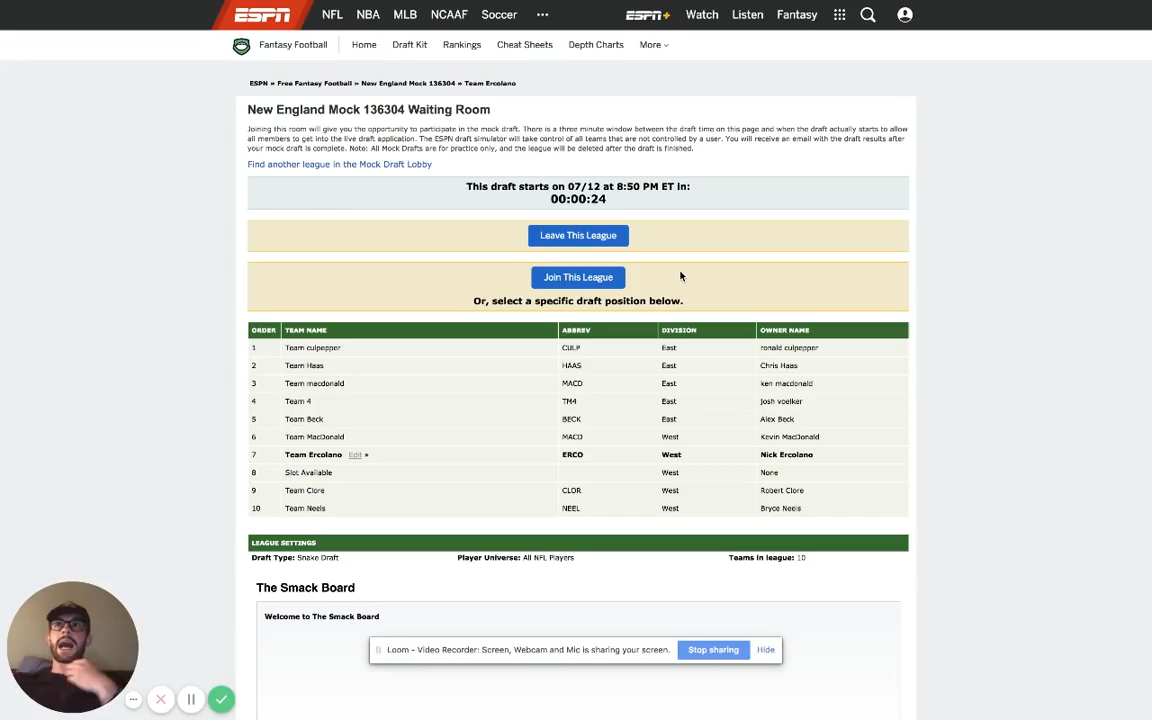 ESPN NFL NBA MLB NCAAF Soccer ••• ESPN+ Watch Listen Fantasy
Fantasy Football Home Draft Kit Rankings Cheat Sheets Depth Charts More
ESPN » Free Fantasy Football » New England Mock 136304 » Team Ercolano
New England Mock 136304 Waiting Room
Joining this room will give you the opportunity to participate in the mock draft. There is a three minute window between the draft time on this page and when the draft actually starts to allow
all members to get into the live draft application. The ESPN draft simulator will take control of all teams that are not controlled by a user. You will receive an email with the draft results after
your mock draft is complete. Note: All Mock Drafts are for practice only, and the league will be deleted after the draft is finished.
Find another league in the Mock Draft Lobby
This draft starts on 07/12 at 8:50 PM ET in:
00:00:24
Leave This League
Join This League
Or, select a specific draft position below.
ORDER TEAM NAME ABBREV DIVISION OWNER NAME
1 Team culpepper CULP East ronald culpepper
2 Team Haas HAAS East Chris Haas
3 Team macdonald MACD East ken macdonald
4 Team 4 TM4 East josh voelker
5 Team Beck BECK East Alex Beck
6 Team MacDonald MACD West Kevin MacDonald
7 Team Ercolano Edit » ERCO West Nick Ercolano
8 Slot Available West None
9 Team Clore CLOR West Robert Clore
10 Team Neels NEEL West Bryce Neels
LEAGUE SETTINGS
Draft Type: Snake Draft Player Universe: All NFL Players Teams in league: 10
The Smack Board
Welcome to The Smack Board
Loom - Video Recorder: Screen, Webcam and Mic is sharing your screen. Stop sharing Hide